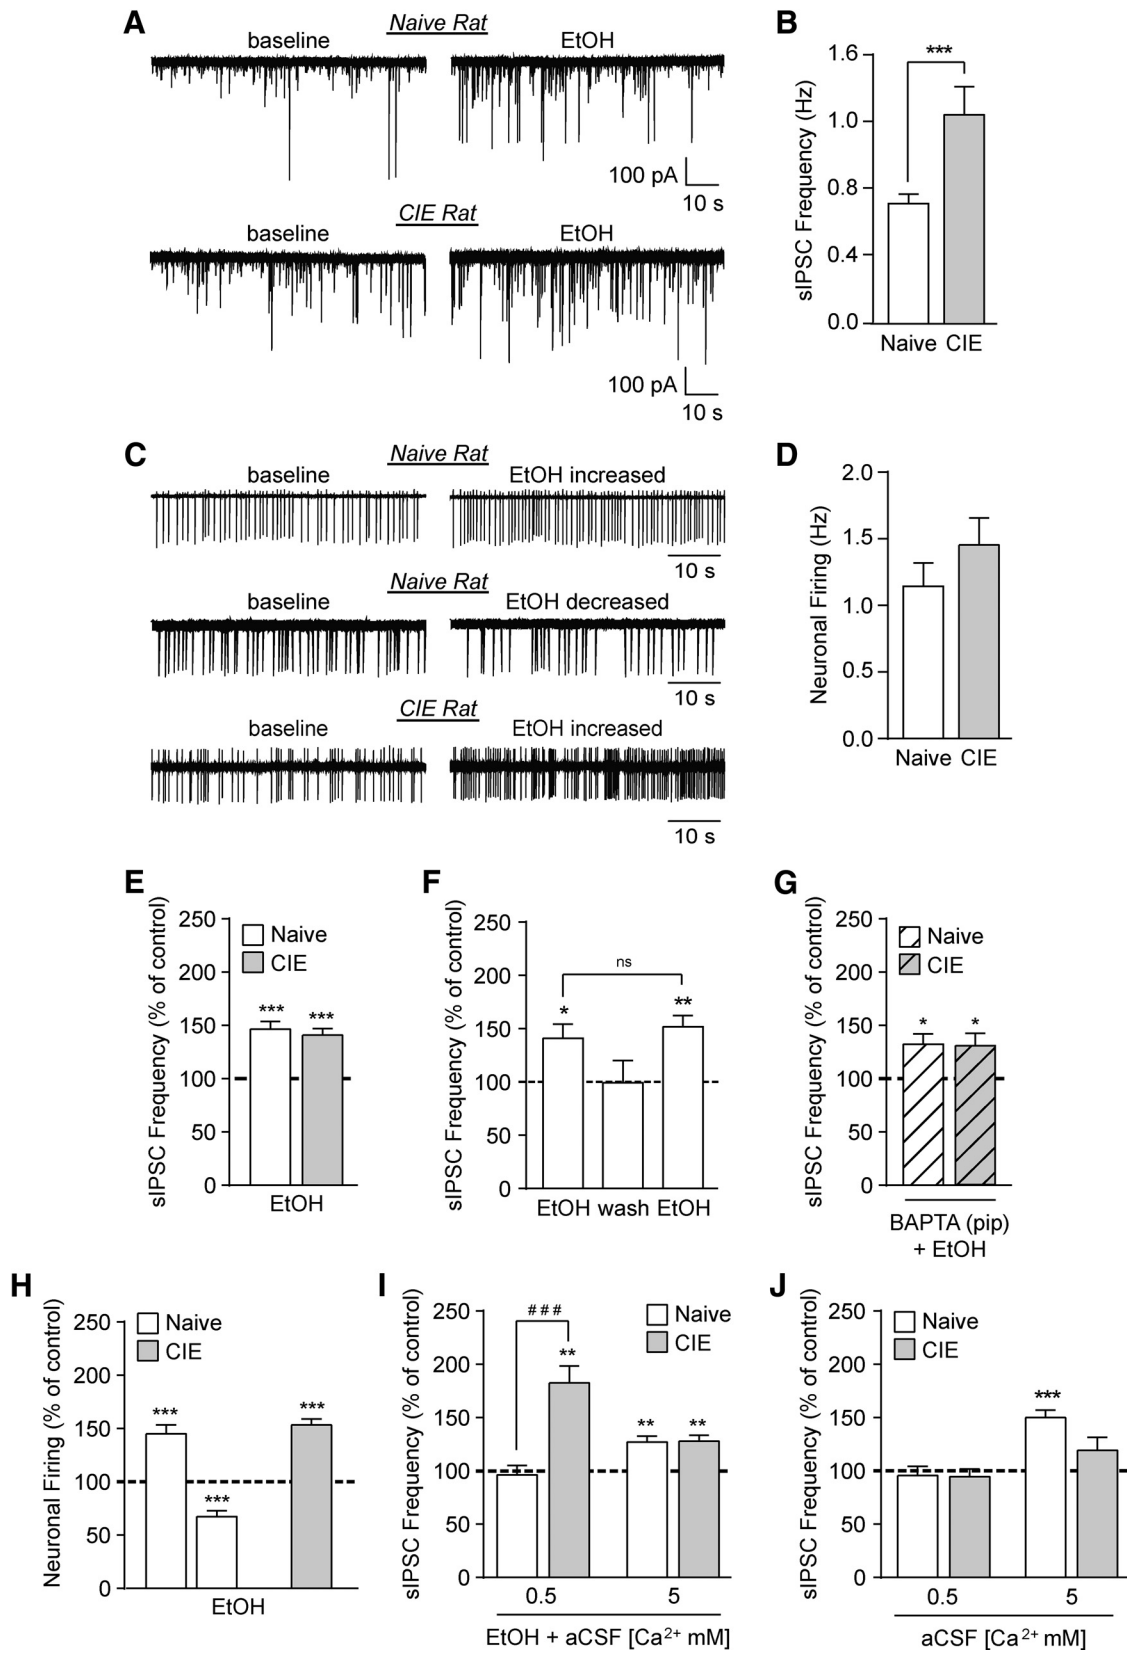 A
Naive Rat
baseline
EtOH
100 pA
10 s
CIE Rat
baseline
EtOH
100 pA
10 s
B
sIPSC Frequency (Hz)
1.6
1.0
0.8
0.4
0.0
***
Naive CIE
C
Naive Rat
baseline
EtOH increased
10 s
Naive Rat
baseline
EtOH decreased
10 s
CIE Rat
baseline
EtOH increased
10 s
D
Neuronal Firing (Hz)
2.0
1.5
1.0
0.5
0.0
Naive CIE
E
sIPSC Frequency (% of control)
250
200
150
100
50
0
Naive
CIE
***
***
EtOH
F
sIPSC Frequency (% of control)
250
200
150
100
50
0
ns
*
**
EtOH wash EtOH
G
sIPSC Frequency (% of control)
250
200
150
100
50
0
Naive
CIE
*
*
BAPTA (pip)
+ EtOH
H
Neuronal Firing (% of control)
250
200
150
100
50
0
Naive
CIE
***
***
***
EtOH
I
sIPSC Frequency (% of control)
250
200
150
100
50
0
Naive
CIE
###
**
**
**
0.5
5
EtOH + aCSF [Ca2+ mM]
J
sIPSC Frequency (% of control)
250
200
150
100
50
0
Naive
CIE
***
0.5
5
aCSF [Ca2+ mM]